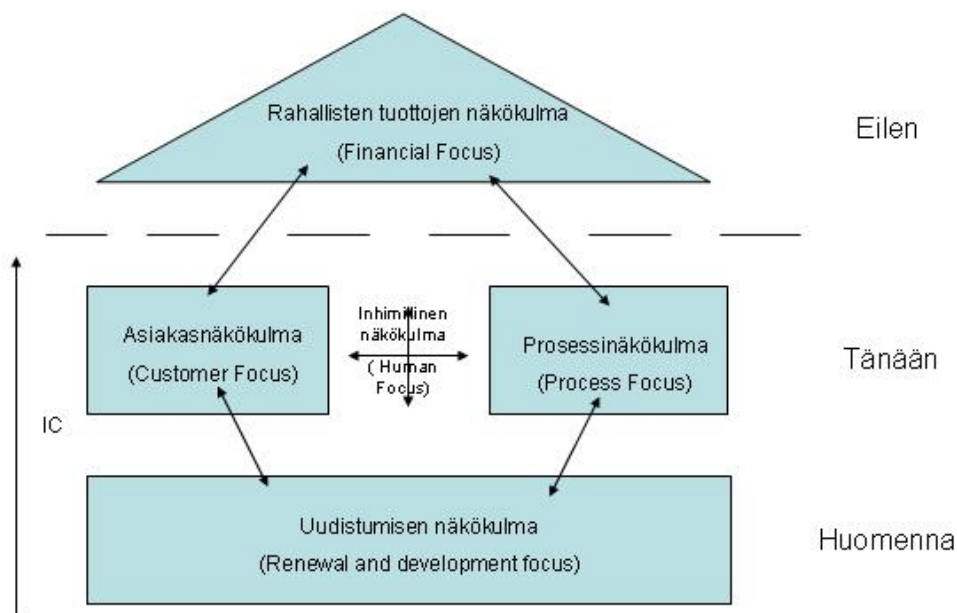 Rahallisten tuottojen näkökulma
(Financial Focus)
Eilen
Asiakasnäkökulma
(Customer Focus)
Inhimillinen
näkökulma
( Human
Focus)
Prosessinäkökulma
(Process Focus)
Tänään
IC
Uudistumisen näkökulma
(Renewal and development focus)
Huomenna